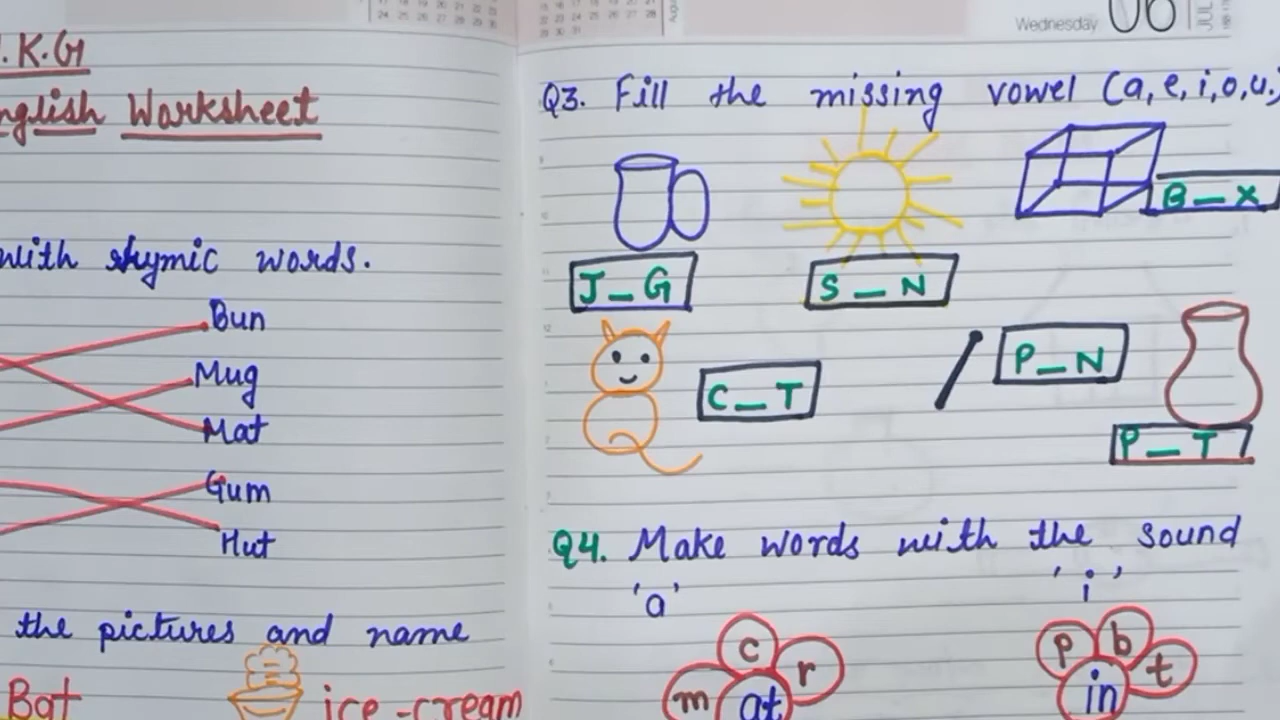 .K.G
nglish Worksheet
with rhymic words.
Bun
Mug
Mat
Gum
Hut
the pictures and name
Bat
ice-cream
Wednesday 06
JUL
Q3. Fill the missing vowel (a, e, i, o, u.)
B_X
J_G
S_N
C_T
P_N
P_T
Q4. Make words with the sound
'a' 'i'
c p b
m r t
at in